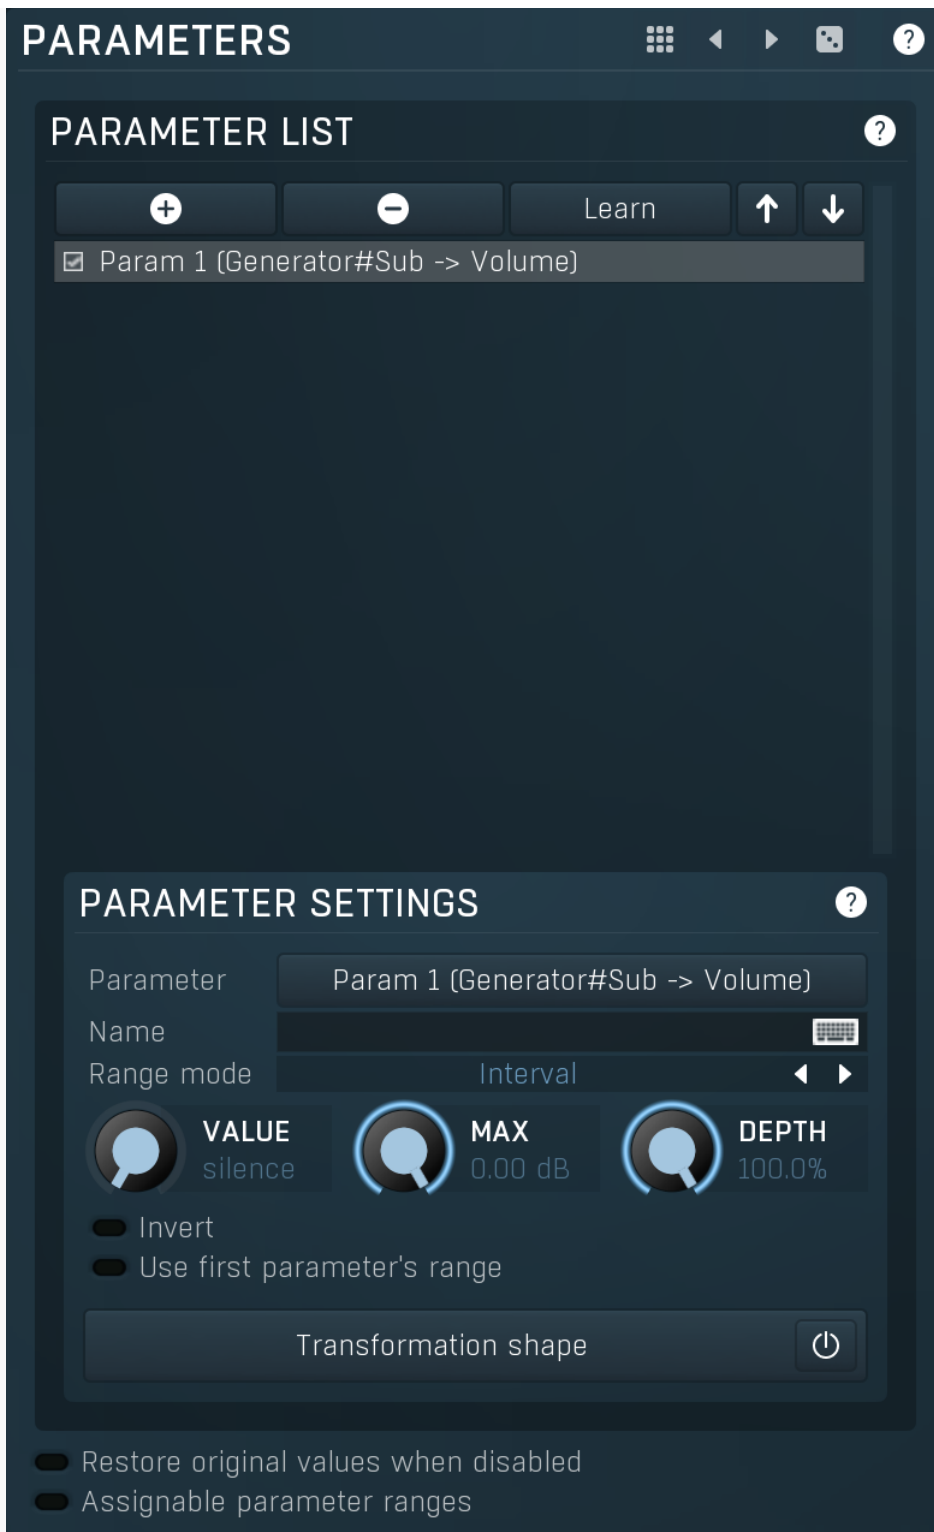 PARAMETERS ?
PARAMETER LIST ?
Learn
Param 1 (Generator#Sub -> Volume)
PARAMETER SETTINGS ?
Parameter Param 1 (Generator#Sub -> Volume)
Name
Range mode Interval
VALUE MAX DEPTH
silence 0.00 dB 100.0%
Invert
Use first parameter's range
Transformation shape
Restore original values when disabled
Assignable parameter ranges